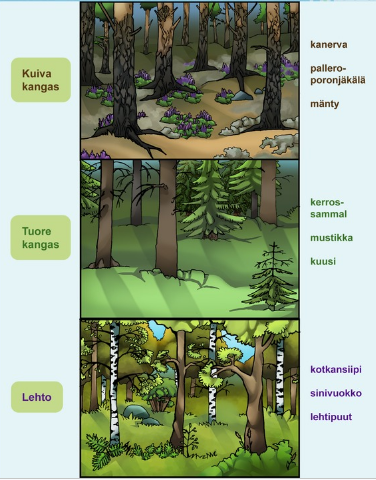 Kuiva
kangas
kanerva
pallero-
poronjäkälä
mänty
Tuore
kangas
kerros-
sammal
mustikka
kuusi
Lehto
kotkansiipi
sinivuokko
lehtipuut